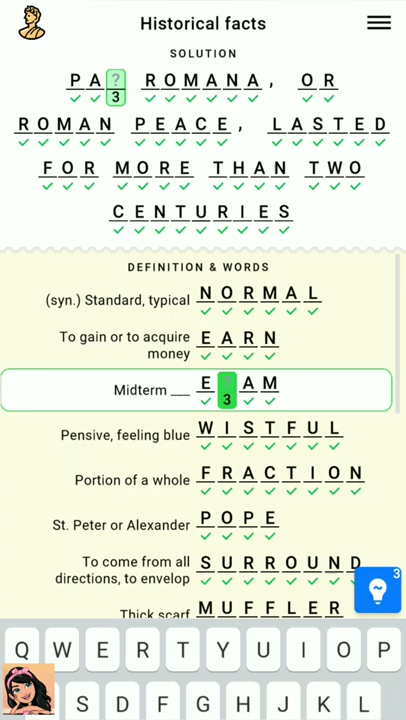 Historical facts
SOLUTION
PA? ROMANA, OR
3
ROMAN PEACE, LASTED
FOR MORE THAN TWO
CENTURIES
DEFINITION & WORDS
(syn.) Standard, typical NORMAL
To gain or to acquire money EARN
Midterm ___ E?AM
3
Pensive, feeling blue WISTFUL
Portion of a whole FRACTION
St. Peter or Alexander POPE
To come from all directions, to envelop SURROUND
3
Thick scarf MUFFLER
Q W E R T Y U I O P
S D F G H J K L